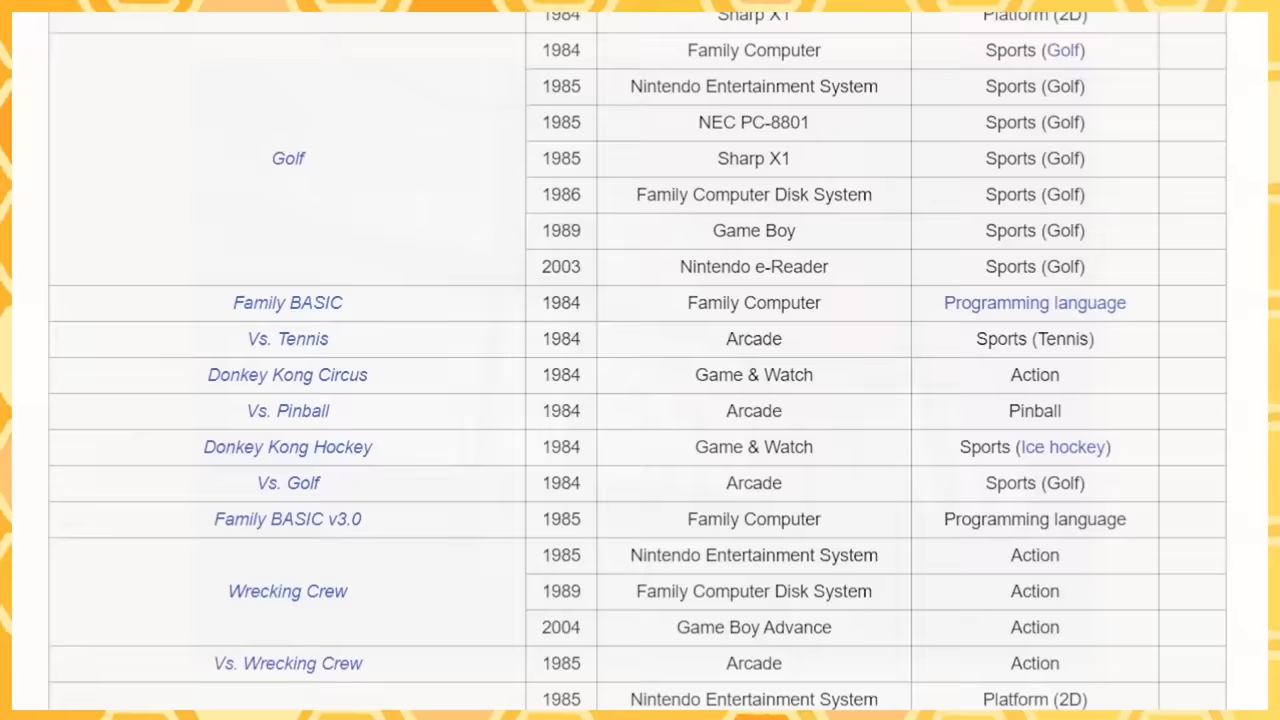 1984 Sharp X1 Platform (2D)
1984 Family Computer Sports (Golf)
1985 Nintendo Entertainment System Sports (Golf)
1985 NEC PC-8801 Sports (Golf)
Golf 1985 Sharp X1 Sports (Golf)
1986 Family Computer Disk System Sports (Golf)
1989 Game Boy Sports (Golf)
2003 Nintendo e-Reader Sports (Golf)
Family BASIC 1984 Family Computer Programming language
Vs. Tennis 1984 Arcade Sports (Tennis)
Donkey Kong Circus 1984 Game & Watch Action
Vs. Pinball 1984 Arcade Pinball
Donkey Kong Hockey 1984 Game & Watch Sports (Ice hockey)
Vs. Golf 1984 Arcade Sports (Golf)
Family BASIC v3.0 1985 Family Computer Programming language
1985 Nintendo Entertainment System Action
Wrecking Crew 1989 Family Computer Disk System Action
2004 Game Boy Advance Action
Vs. Wrecking Crew 1985 Arcade Action
1985 Nintendo Entertainment System Platform (2D)